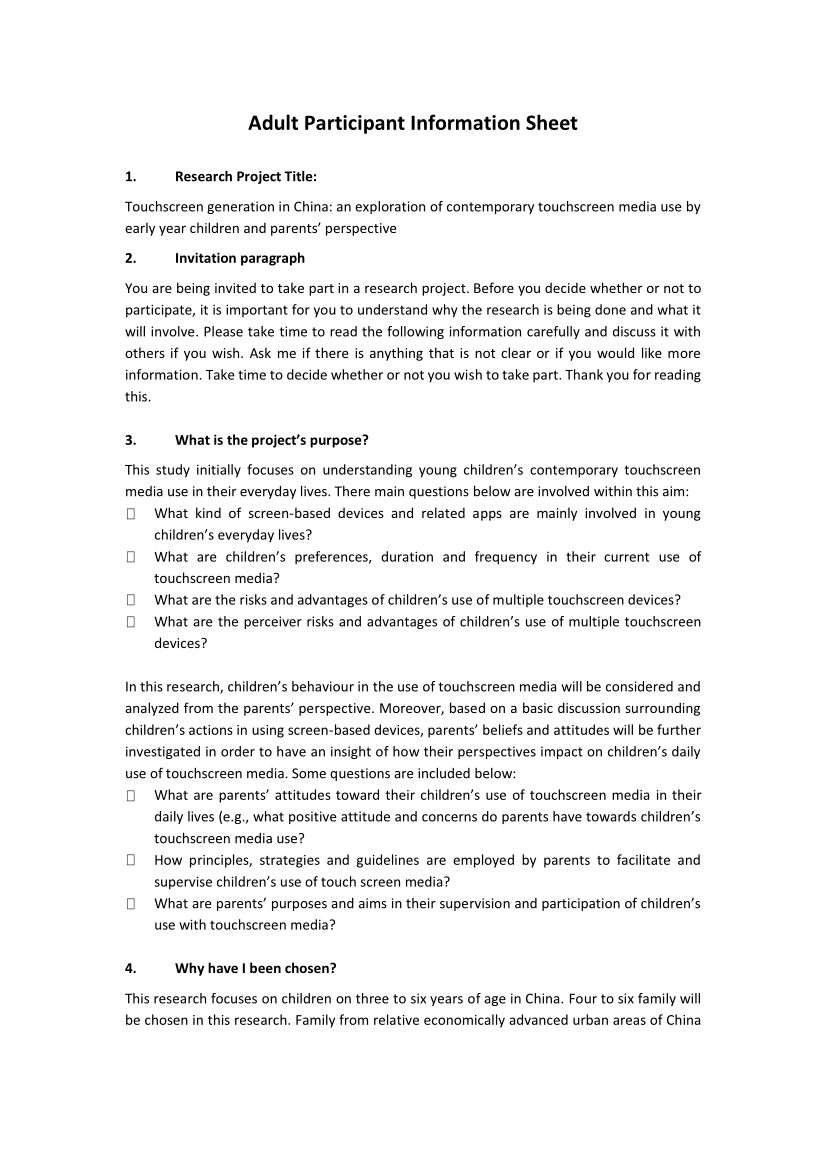 Adult Participant Information Sheet
1. Research Project Title:
Touchscreen generation in China: an exploration of contemporary touchscreen media use by
early year children and parents’ perspective
2. Invitation paragraph
You are being invited to take part in a research project. Before you decide whether or not to
participate, it is important for you to understand why the research is being done and what it
will involve. Please take time to read the following information carefully and discuss it with
others if you wish. Ask me if there is anything that is not clear or if you would like more
information. Take time to decide whether or not you wish to take part. Thank you for reading
this.
3. What is the project’s purpose?
This study initially focuses on understanding young children’s contemporary touchscreen
media use in their everyday lives. There main questions below are involved within this aim:
What kind of screen-based devices and related apps are mainly involved in young
children’s everyday lives?
What are children’s preferences, duration and frequency in their current use of
touchscreen media?
What are the risks and advantages of children’s use of multiple touchscreen devices?
What are the perceiver risks and advantages of children’s use of multiple touchscreen
devices?
In this research, children’s behaviour in the use of touchscreen media will be considered and
analyzed from the parents’ perspective. Moreover, based on a basic discussion surrounding
children’s actions in using screen-based devices, parents’ beliefs and attitudes will be further
investigated in order to have an insight of how their perspectives impact on children’s daily
use of touchscreen media. Some questions are included below:
What are parents’ attitudes toward their children’s use of touchscreen media in their
daily lives (e.g., what positive attitude and concerns do parents have towards children’s
touchscreen media use?
How principles, strategies and guidelines are employed by parents to facilitate and
supervise children’s use of touch screen media?
What are parents’ purposes and aims in their supervision and participation of children’s
use with touchscreen media?
4. Why have I been chosen?
This research focuses on children on three to six years of age in China. Four to six family will
be chosen in this research. Family from relative economically advanced urban areas of China